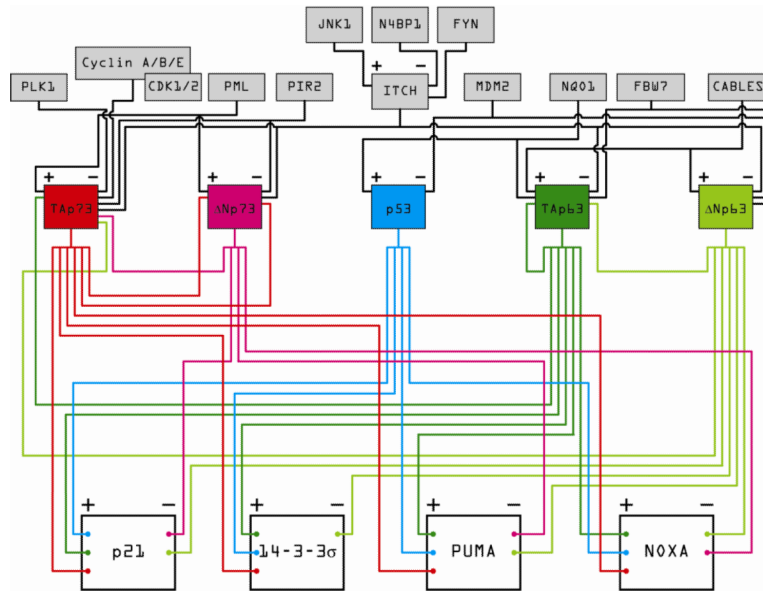 JNK1 N4BP1 FYN
Cyclin A/B/E
+ −
PLK1 CDK1/2 PML PIR2 ITCH MDM2 NQO1 FBW7 CABLES
+ − + − + − + − + −
TAp73 ΔNp73 p53 TAp63 ΔNp63
+ − + − + − + −
p21 14-3-3σ PUMA NOXA